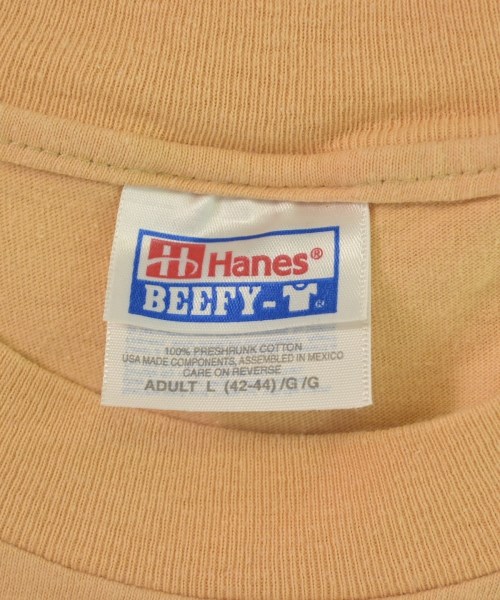 Hanes®
BEEFY-T
100% PRESHRUNK COTTON
USA MADE COMPONENTS, ASSEMBLED IN MEXICO
CARE ON REVERSE
ADULT L (42-44) /G /G